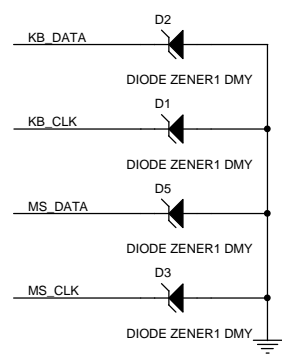 D2
KB_DATA
DIODE ZENER1 DMY
D1
KB_CLK
DIODE ZENER1 DMY
D5
MS_DATA
DIODE ZENER1 DMY
D3
MS_CLK
DIODE ZENER1 DMY